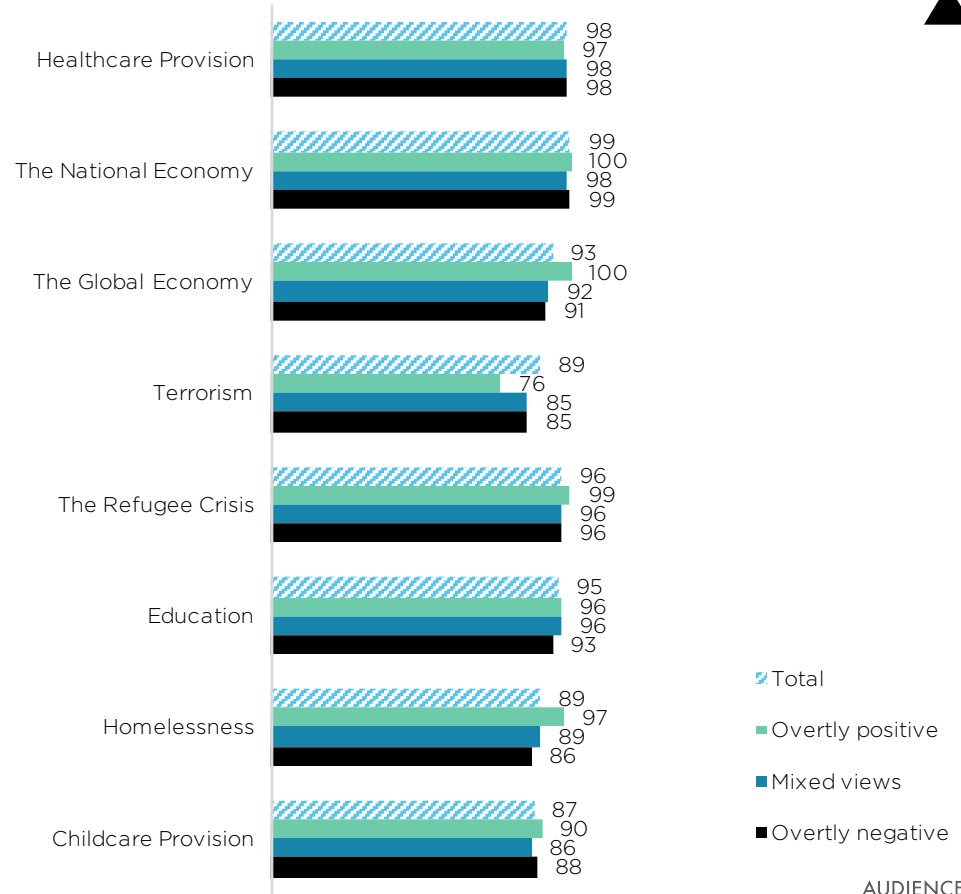 Healthcare Provision
98
97
98
98
The National Economy
99
100
98
99
The Global Economy
93
100
92
91
Terrorism
89
76
85
85
The Refugee Crisis
96
99
96
96
Education
95
96
96
93
Homelessness
89
97
89
86
Childcare Provision
87
90
86
88
Total
Overtly positive
Mixed views
Overtly negative
AUDIENCE